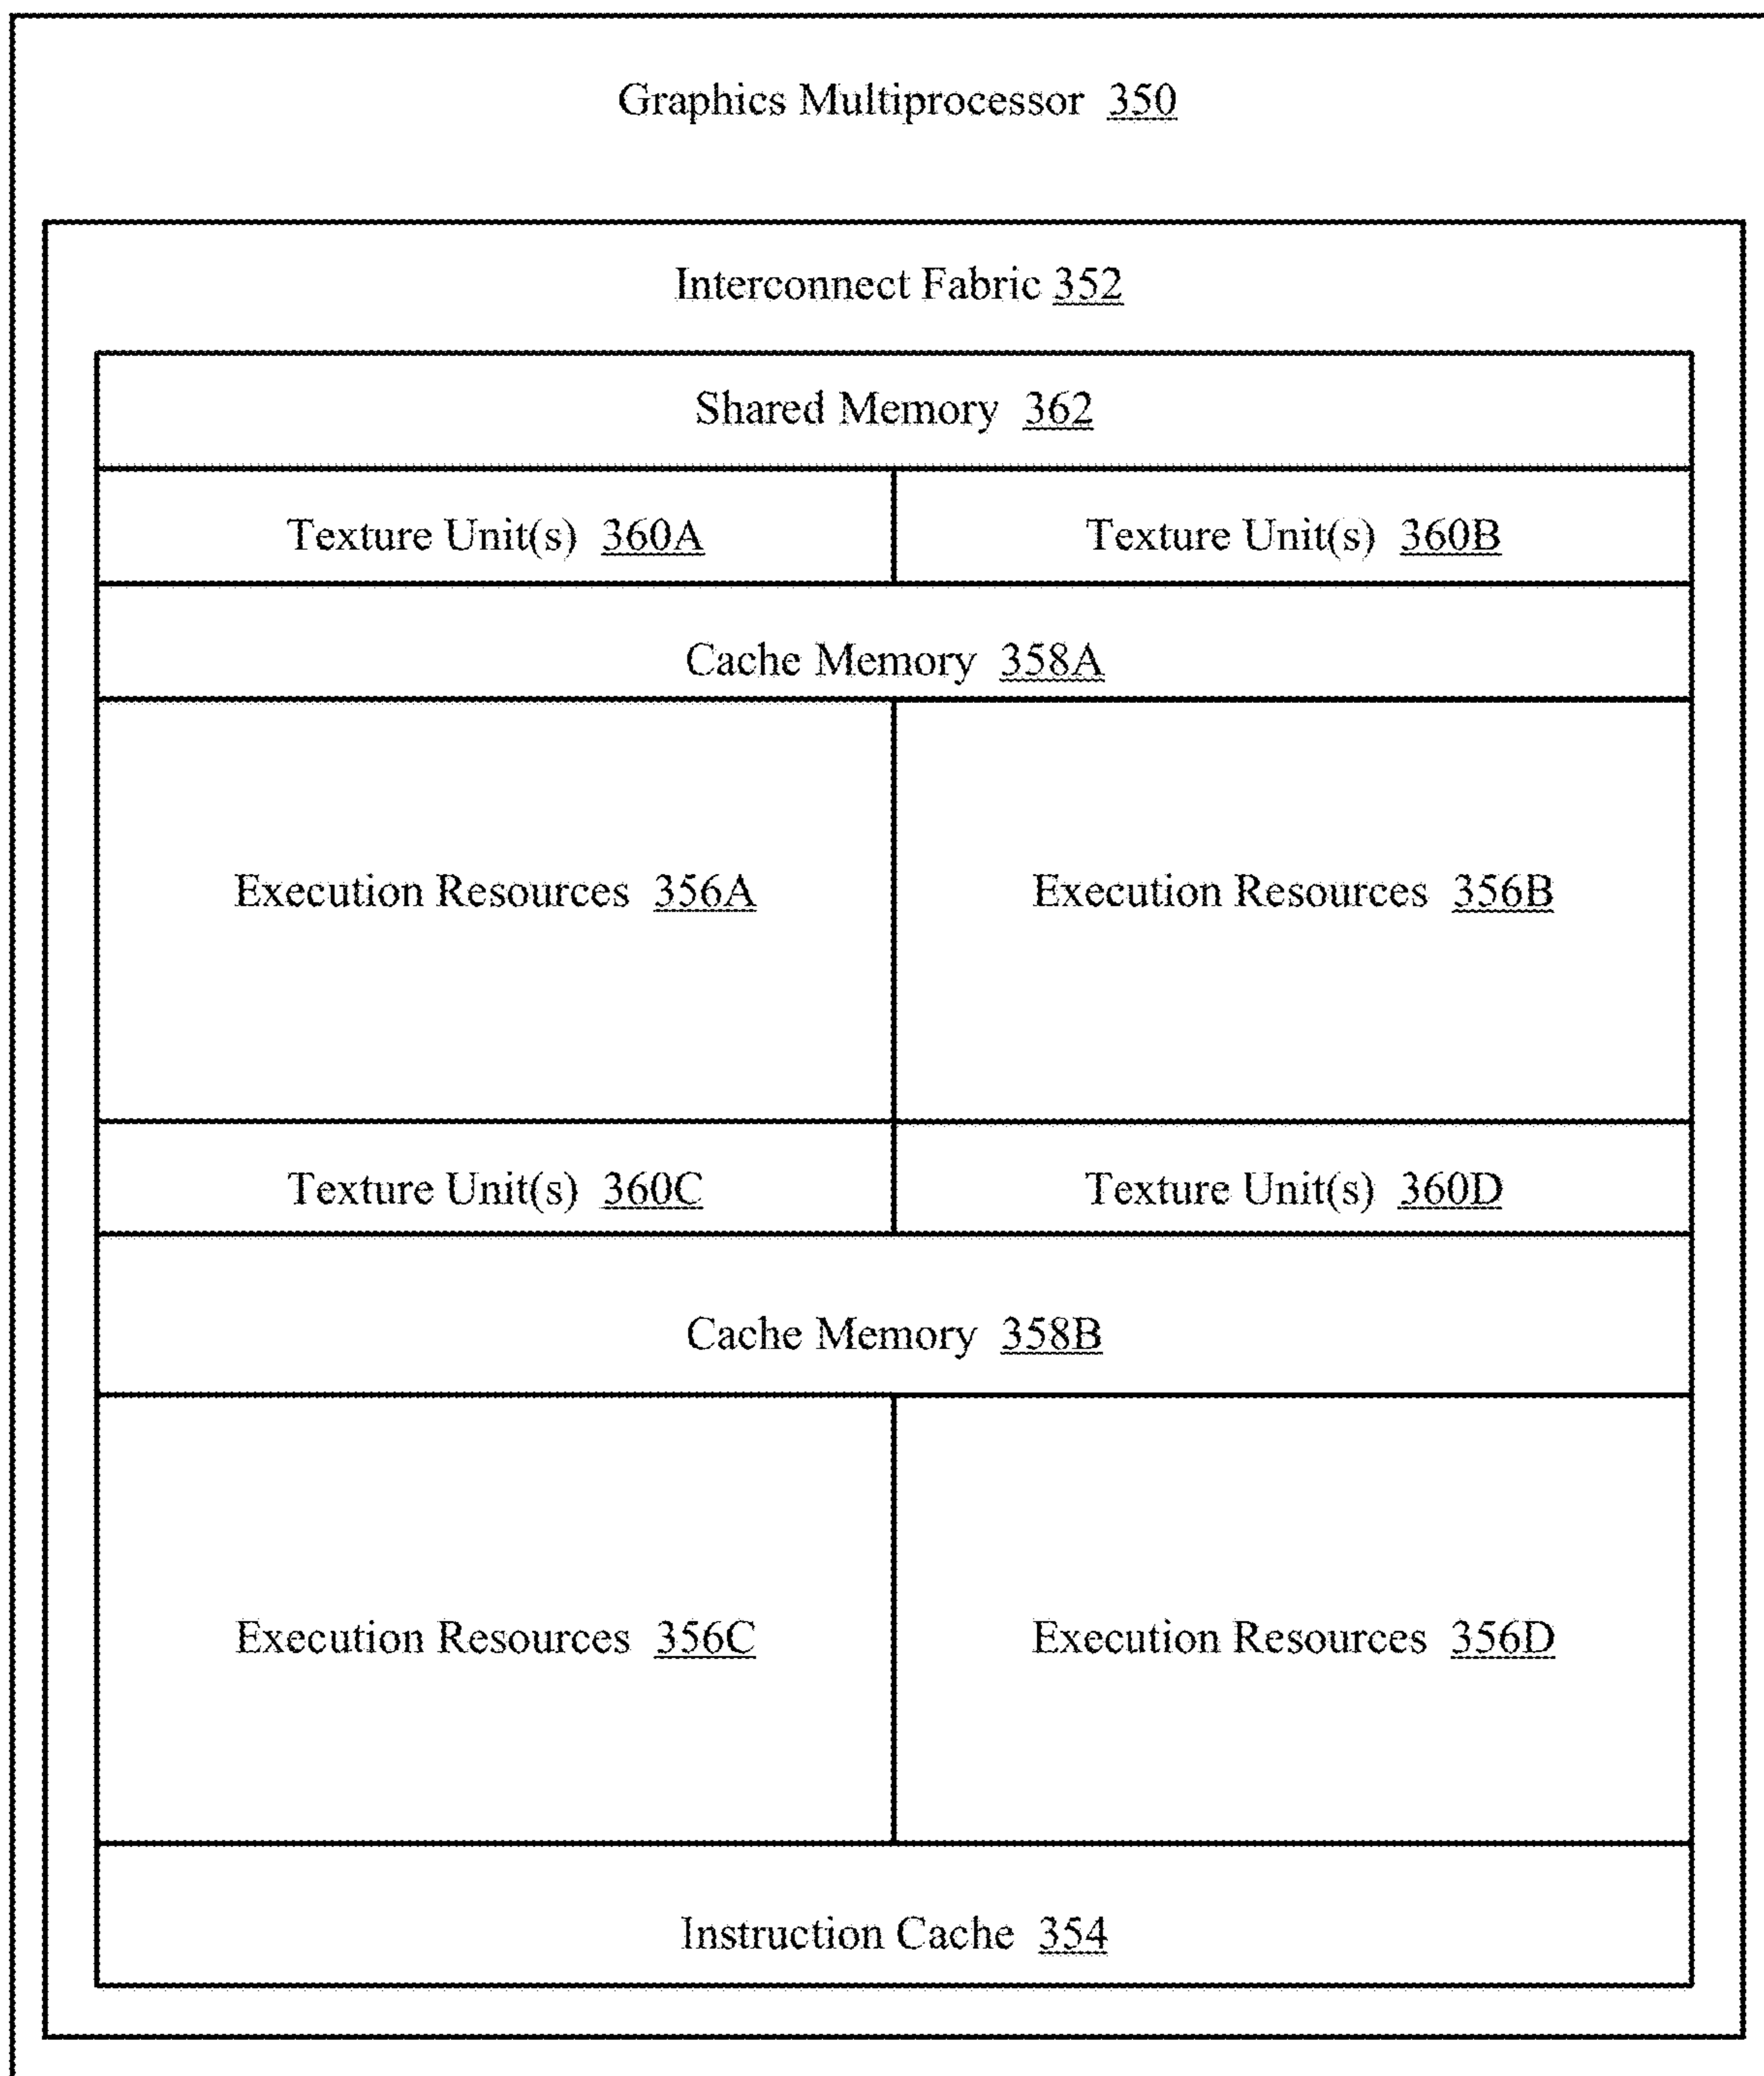 Graphics Multiprocessor 350
Interconnect Fabric 352
Shared Memory 362
Texture Unit(s) 360A
Texture Unit(s) 360B
Cache Memory 358A
Execution Resources 356A
Execution Resources 356B
Texture Unit(s) 360C
Texture Unit(s) 360D
Cache Memory 358B
Execution Resources 356C
Execution Resources 356D
Instruction Cache 354